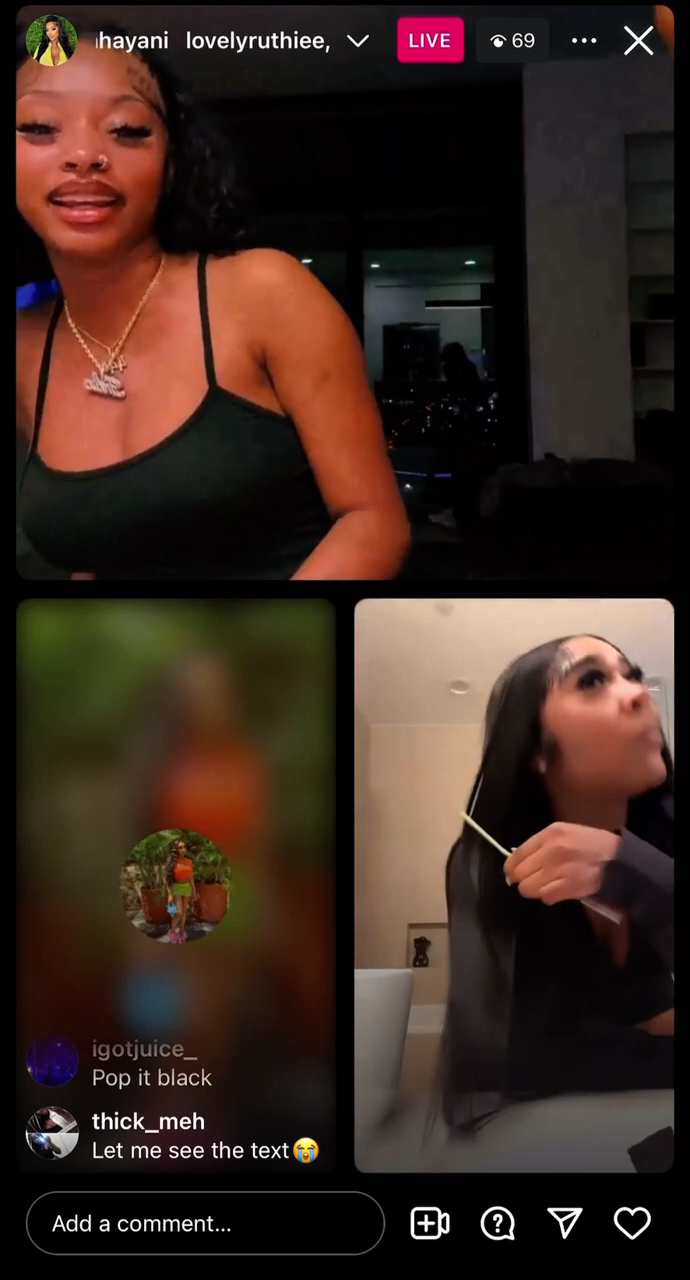 hayani lovelyruthiee,
LIVE
69
igotjuice_
Pop it black
thick_meh
Let me see the text😭
Add a comment...